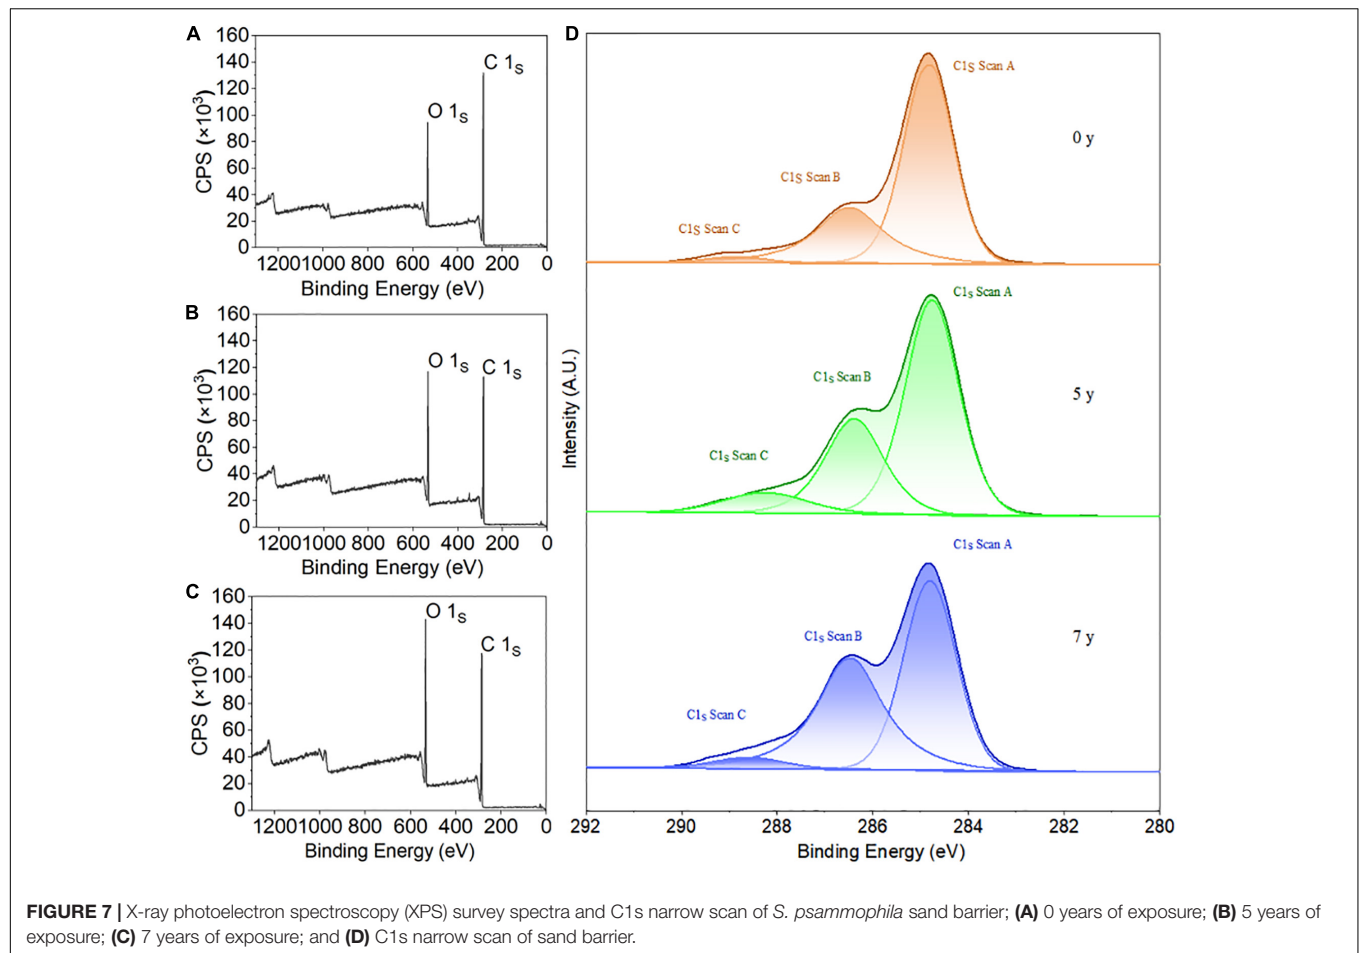 A
160
140
120
100
80
60
40
20
0
CPS (×10³)
O 1s
C 1s
1200 1000 800 600 400 200 0
Binding Energy (eV)
B
160
140
120
100
80
60
40
20
0
CPS (×10³)
O 1s
C 1s
1200 1000 800 600 400 200 0
Binding Energy (eV)
C
160
140
120
100
80
60
40
20
0
CPS (×10³)
O 1s
C 1s
1200 1000 800 600 400 200 0
Binding Energy (eV)
D
C1s Scan A
0 y
C1s Scan B
C1s Scan C
C1s Scan A
C1s Scan B
5 y
C1s Scan C
C1s Scan A
C1s Scan B
7 y
C1s Scan C
Intensity (A.U.)
292 290 288 286 284 282 280
Binding Energy (eV)
FIGURE 7 | X-ray photoelectron spectroscopy (XPS) survey spectra and C1s narrow scan of S. psammophila sand barrier; (A) 0 years of exposure; (B) 5 years of
exposure; (C) 7 years of exposure; and (D) C1s narrow scan of sand barrier.